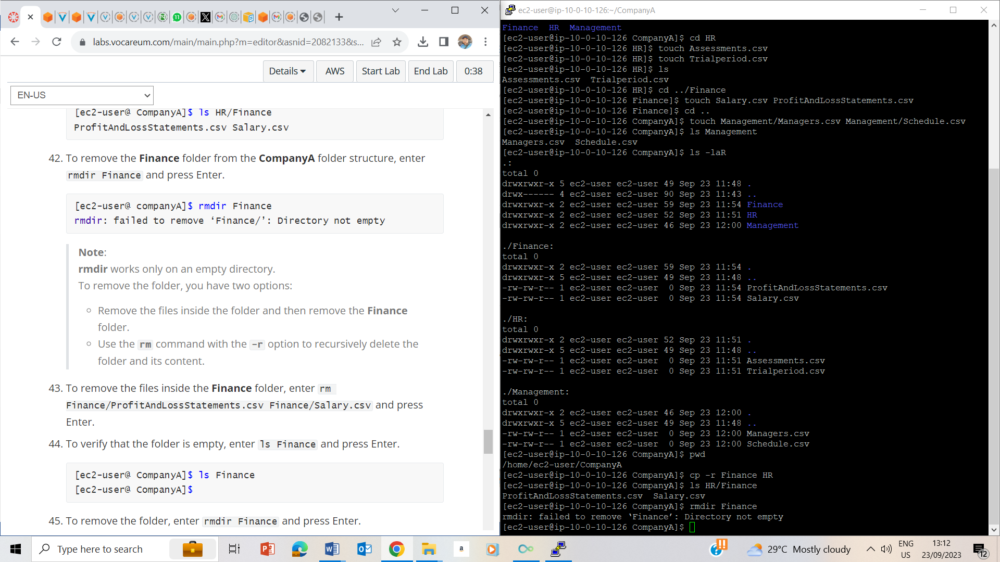 labs.vocareum.com/main/main.php?m=editor&asnid=2082133&s...
Details
AWS
Start Lab
End Lab
0:38
EN-US
[ec2-user@ CompanyA]$ ls HR/Finance
ProfitAndLossStatements.csv Salary.csv
42. To remove the Finance folder from the CompanyA folder structure, enter
rmdir Finance and press Enter.
[ec2-user@ companyA]$ rmdir Finance
rmdir: failed to remove ‘Finance/’: Directory not empty
Note:
rmdir works only on an empty directory.
To remove the folder, you have two options:
Remove the files inside the folder and then remove the Finance
folder.
Use the rm command with the -r option to recursively delete the
folder and its content.
43. To remove the files inside the Finance folder, enter rm
Finance/ProfitAndLossStatements.csv Finance/Salary.csv and press
Enter.
44. To verify that the folder is empty, enter ls Finance and press Enter.
[ec2-user@ CompanyA]$ ls Finance
[ec2-user@ CompanyA]$
45. To remove the folder, enter rmdir Finance and press Enter.
ec2-user@ip-10-0-10-126:~/CompanyA
Finance HR Management
[ec2-user@ip-10-0-10-126 CompanyA]$ cd HR
[ec2-user@ip-10-0-10-126 HR]$ touch Assessments.csv
[ec2-user@ip-10-0-10-126 HR]$ touch Trialperiod.csv
[ec2-user@ip-10-0-10-126 HR]$ ls
Assessments.csv Trialperiod.csv
[ec2-user@ip-10-0-10-126 HR]$ cd ../Finance
[ec2-user@ip-10-0-10-126 Finance]$ touch Salary.csv ProfitAndLossStatements.csv
[ec2-user@ip-10-0-10-126 Finance]$ cd ..
[ec2-user@ip-10-0-10-126 CompanyA]$ touch Management/Managers.csv Management/Schedule.csv
[ec2-user@ip-10-0-10-126 CompanyA]$ ls Management
Managers.csv Schedule.csv
[ec2-user@ip-10-0-10-126 CompanyA]$ ls -laR
.:
total 0
drwxrwxr-x 5 ec2-user ec2-user 49 Sep 23 11:48 .
drwx------ 4 ec2-user ec2-user 90 Sep 23 11:43 ..
drwxrwxr-x 2 ec2-user ec2-user 59 Sep 23 11:54 Finance
drwxrwxr-x 2 ec2-user ec2-user 52 Sep 23 11:51 HR
drwxrwxr-x 2 ec2-user ec2-user 46 Sep 23 12:00 Management
./Finance:
total 0
drwxrwxr-x 2 ec2-user ec2-user 59 Sep 23 11:54 .
drwxrwxr-x 5 ec2-user ec2-user 49 Sep 23 11:48 ..
-rw-rw-r-- 1 ec2-user ec2-user 0 Sep 23 11:54 ProfitAndLossStatements.csv
-rw-rw-r-- 1 ec2-user ec2-user 0 Sep 23 11:54 Salary.csv
./HR:
total 0
drwxrwxr-x 2 ec2-user ec2-user 52 Sep 23 11:51 .
drwxrwxr-x 5 ec2-user ec2-user 49 Sep 23 11:48 ..
-rw-rw-r-- 1 ec2-user ec2-user 0 Sep 23 11:51 Assessments.csv
-rw-rw-r-- 1 ec2-user ec2-user 0 Sep 23 11:51 Trialperiod.csv
./Management:
total 0
drwxrwxr-x 2 ec2-user ec2-user 46 Sep 23 12:00 .
drwxrwxr-x 5 ec2-user ec2-user 49 Sep 23 11:48 ..
-rw-rw-r-- 1 ec2-user ec2-user 0 Sep 23 12:00 Managers.csv
-rw-rw-r-- 1 ec2-user ec2-user 0 Sep 23 12:00 Schedule.csv
[ec2-user@ip-10-0-10-126 CompanyA]$ pwd
/home/ec2-user/CompanyA
[ec2-user@ip-10-0-10-126 CompanyA]$ cp -r Finance HR
[ec2-user@ip-10-0-10-126 CompanyA]$ ls HR/Finance
ProfitAndLossStatements.csv Salary.csv
[ec2-user@ip-10-0-10-126 CompanyA]$ rmdir Finance
rmdir: failed to remove ‘Finance’: Directory not empty
[ec2-user@ip-10-0-10-126 CompanyA]$
Type here to search
29°C Mostly cloudy
ENG
US
13:12
23/09/2023
12